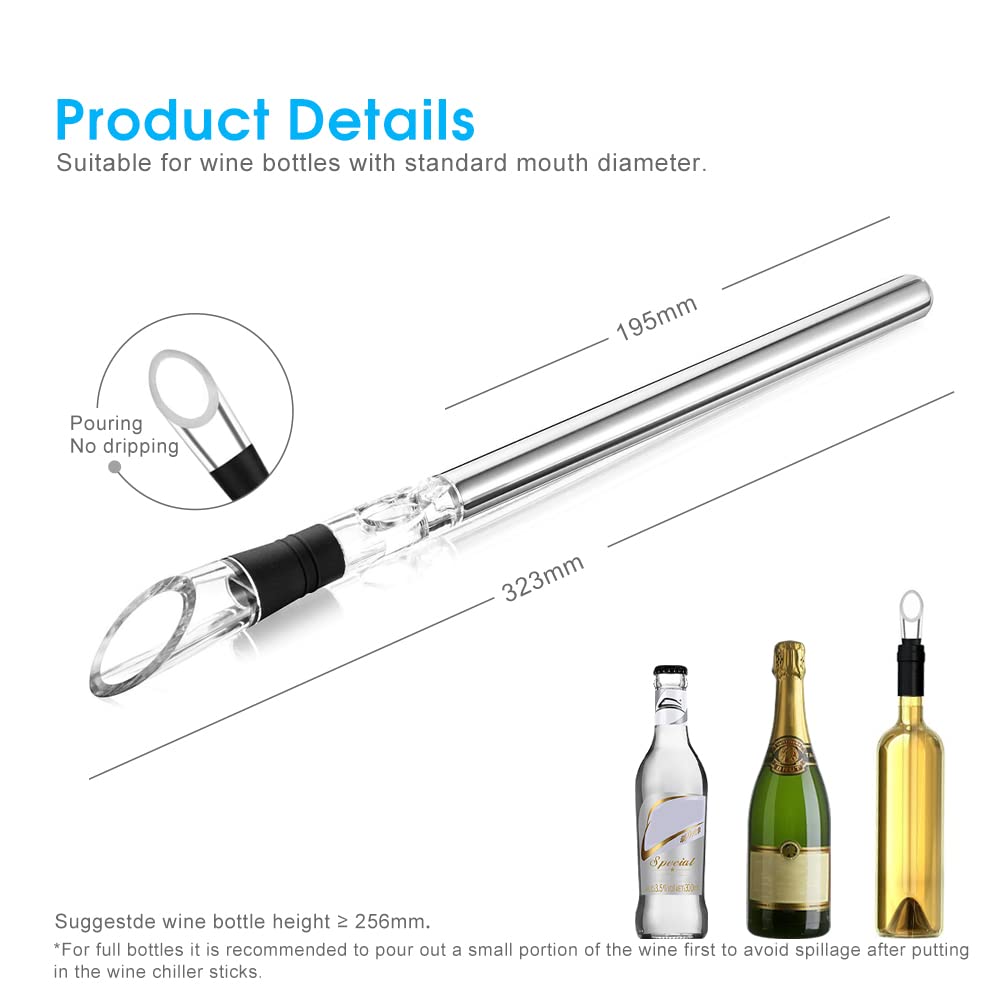 Product Details
Suitable for wine bottles with standard mouth diameter.
195mm
Pouring
No dripping
323mm
Special
3.5%
Suggestde wine bottle height ≥ 256mm.
*For full bottles it is recommended to pour out a small portion of the wine first to avoid spillage after putting
in the wine chiller sticks.